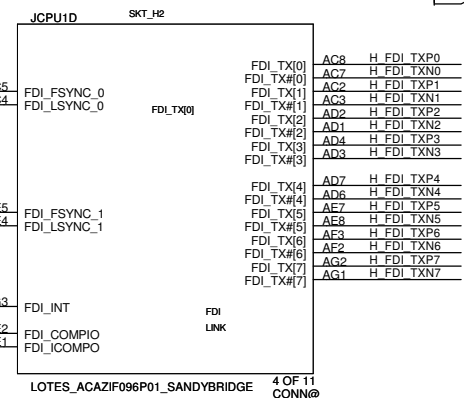 JCPU1D SKT_H2
FDI_TX[0] AC8 H_FDI_TXP0
FDI_TX#[0] AC7 H_FDI_TXN0
FDI_FSYNC_0 FDI_TX[1] AC2 H_FDI_TXP1
FDI_LSYNC_0 FDI_TX[0] FDI_TX#[1] AC3 H_FDI_TXN1
FDI_TX[2] AD2 H_FDI_TXP2
FDI_TX#[2] AD1 H_FDI_TXN2
FDI_TX[3] AD4 H_FDI_TXP3
FDI_TX#[3] AD3 H_FDI_TXN3
FDI_TX[4] AD7 H_FDI_TXP4
FDI_TX#[4] AD6 H_FDI_TXN4
FDI_FSYNC_1 FDI_TX[5] AE7 H_FDI_TXP5
FDI_LSYNC_1 FDI_TX#[5] AE8 H_FDI_TXN5
FDI_TX[6] AF3 H_FDI_TXP6
FDI_TX#[6] AF2 H_FDI_TXN6
FDI_TX[7] AG2 H_FDI_TXP7
FDI_TX#[7] AG1 H_FDI_TXN7
FDI_INT FDI
LINK
FDI_COMPIO
FDI_ICOMPO
LOTES_ACAZIF096P01_SANDYBRIDGE 4 OF 11
CONN@